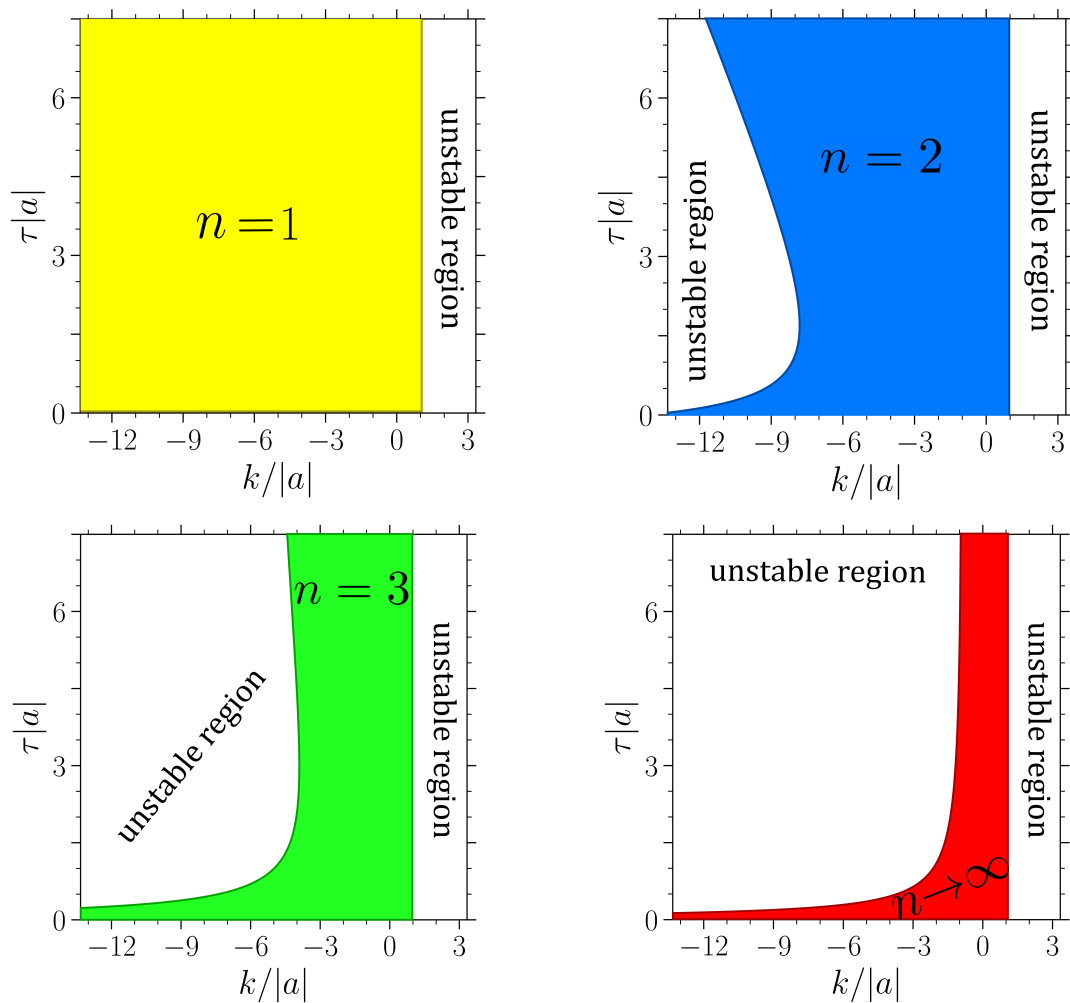 6
3
0
τ|a|
n = 1
unstable region
−12 −9 −6 −3 0 3
k/|a|
6
3
0
τ|a|
unstable region
n = 2
unstable region
−12 −9 −6 −3 0 3
k/|a|
6
3
0
τ|a|
n = 3
unstable region
unstable region
−12 −9 −6 −3 0 3
k/|a|
6
3
0
τ|a|
unstable region
n→∞
unstable region
−12 −9 −6 −3 0 3
k/|a|